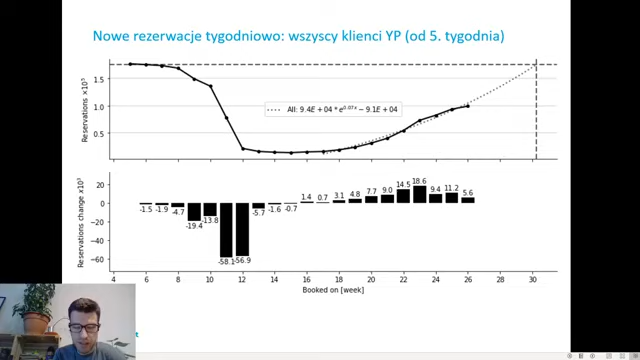 Nowe rezerwacje tygodniowo: wszyscy klienci YP (od 5. tygodnia)
Reservations ×10⁵
1.5
1.0
0.5
All: 9.4E + 04 * e^0.07x − 9.1E + 04
Reservations change x10³
20
0
−20
−40
−60
-1.5 -1.9 -4.7 -19.4 -13.8 -58.1 -56.9 -5.7 -1.6 -0.7 1.4 0.7 3.1 4.8 7.7 9.0 14.5 18.6 9.4 11.2 5.6
4 6 8 10 12 14 16 18 20 22 24 26 28 30
Booked on [week]